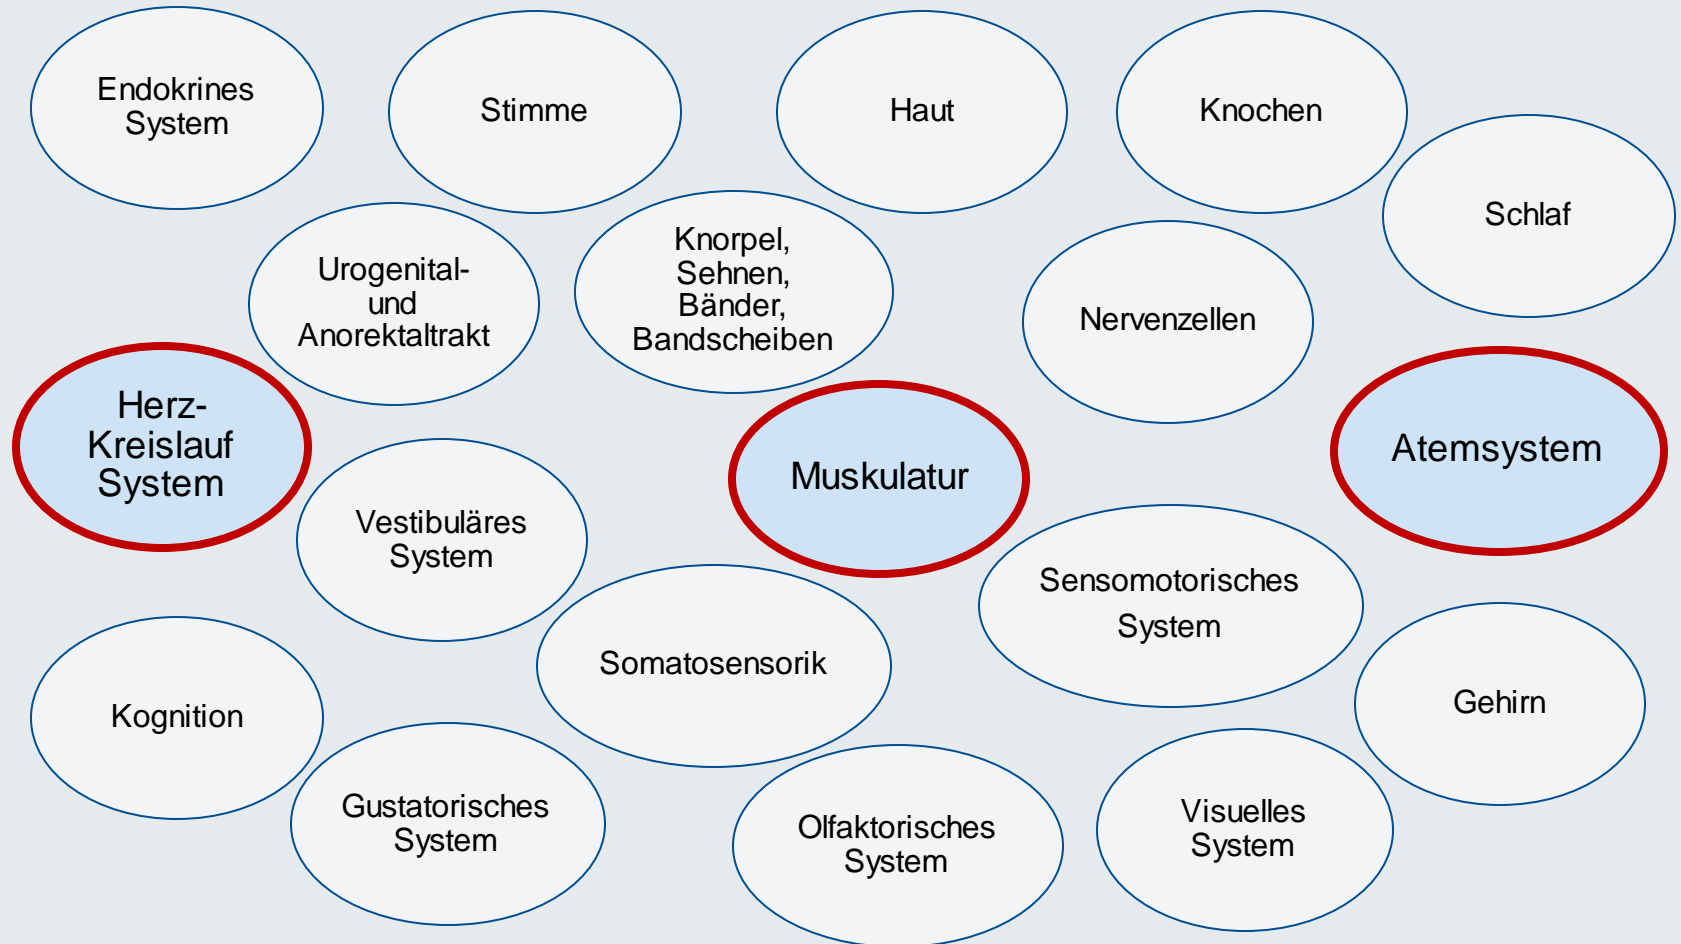 Endokrines
System
Stimme
Haut
Knochen
Schlaf
Urogenital-
und
Anorektaltrakt
Knorpel,
Sehnen,
Bänder,
Bandscheiben
Nervenzellen
Herz-
Kreislauf
System
Muskulatur
Atemsystem
Vestibuläres
System
Somatosensorik
Sensomotorisches
System
Kognition
Gehirn
Gustatorisches
System
Olfaktorisches
System
Visuelles
System